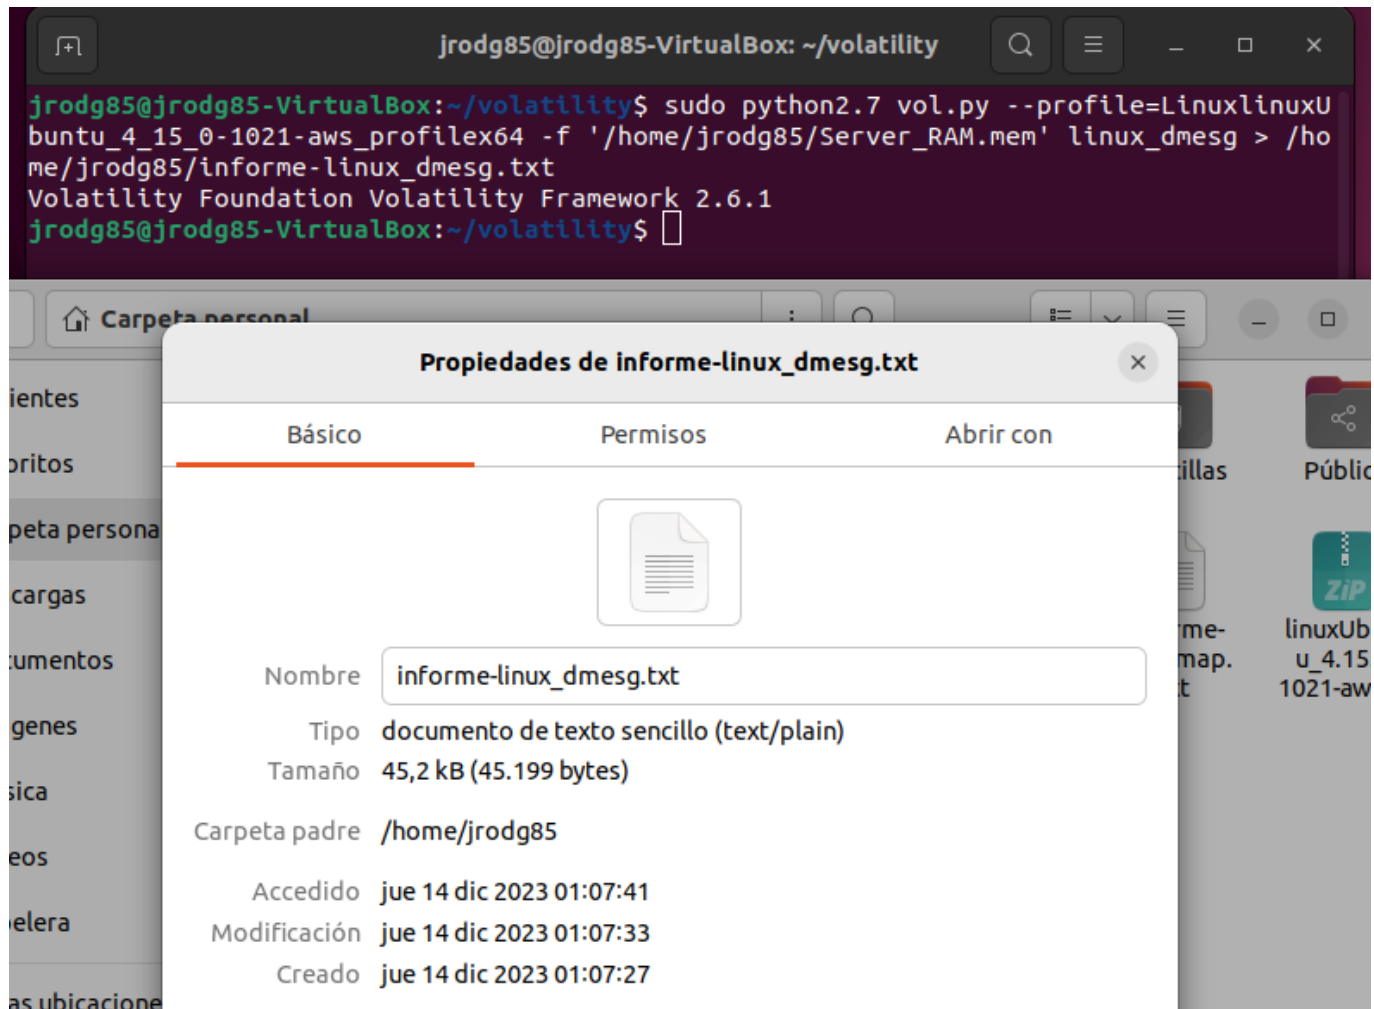 jrodg85@jrodg85-VirtualBox: ~/volatility
jrodg85@jrodg85-VirtualBox:~/volatility$ sudo python2.7 vol.py --profile=LinuxlinuxU
buntu_4_15_0-1021-aws_profilex64 -f '/home/jrodg85/Server_RAM.mem' linux_dmesg > /ho
me/jrodg85/informe-linux_dmesg.txt
Volatility Foundation Volatility Framework 2.6.1
jrodg85@jrodg85-VirtualBox:~/volatility$
Carpeta personal
Propiedades de informe-linux_dmesg.txt
Básico Permisos Abrir con
ientes
oritos
peta persona
cargas
cumentos
genes
sica
eos
elera
as ubicacione
illas
Públic
ZiP
rme-
map.
t
linuxUb
u_4.15
1021-aw
Nombre informe-linux_dmesg.txt
Tipo documento de texto sencillo (text/plain)
Tamaño 45,2 kB (45.199 bytes)
Carpeta padre /home/jrodg85
Accedido jue 14 dic 2023 01:07:41
Modificación jue 14 dic 2023 01:07:33
Creado jue 14 dic 2023 01:07:27